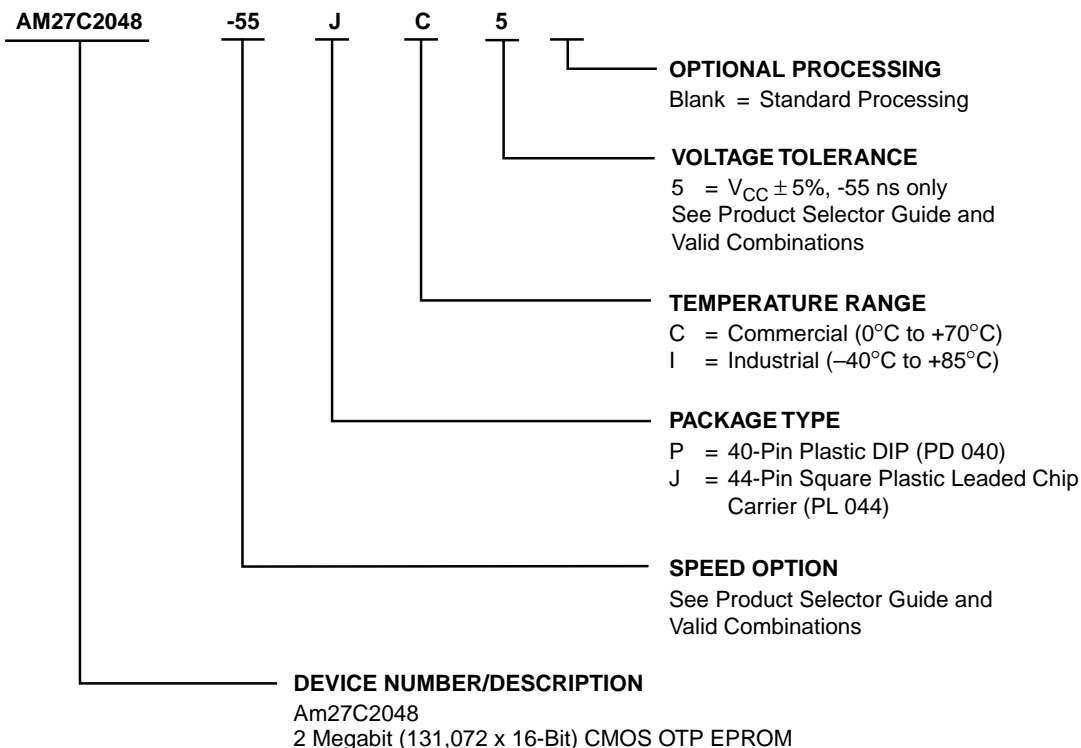 AM27C2048 -55 J C 5
OPTIONAL PROCESSING
Blank = Standard Processing
VOLTAGE TOLERANCE
5 = VCC ± 5%, -55 ns only
See Product Selector Guide and
Valid Combinations
TEMPERATURE RANGE
C = Commercial (0°C to +70°C)
I = Industrial (–40°C to +85°C)
PACKAGE TYPE
P = 40-Pin Plastic DIP (PD 040)
J = 44-Pin Square Plastic Leaded Chip
Carrier (PL 044)
SPEED OPTION
See Product Selector Guide and
Valid Combinations
DEVICE NUMBER/DESCRIPTION
Am27C2048
2 Megabit (131,072 x 16-Bit) CMOS OTP EPROM